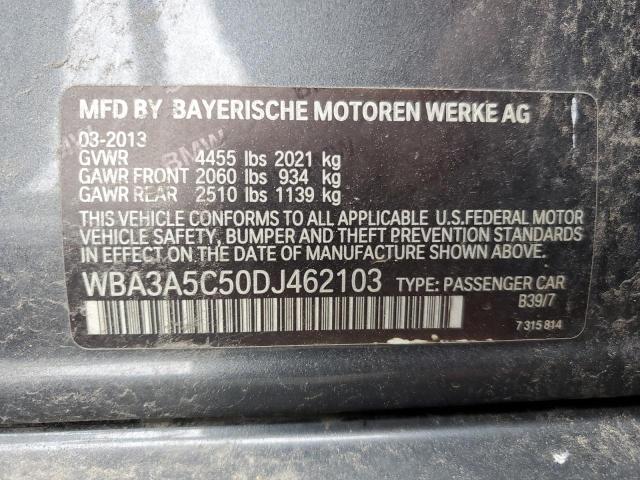 MFD BY BAYERISCHE MOTOREN WERKE AG
03-2013
GVWR 4455 lbs 2021 kg
GAWR FRONT 2060 lbs 934 kg
GAWR REAR 2510 lbs 1139 kg
THIS VEHICLE CONFORMS TO ALL APPLICABLE U.S.FEDERAL MOTOR
VEHICLE SAFETY, BUMPER AND THEFT PREVENTION STANDARDS IN
EFFECT ON THE DATE OF MANUFACTURE SHOWN ABOVE.
WBA3A5C50DJ462103 TYPE: PASSENGER CAR
B39/7
7 315 814